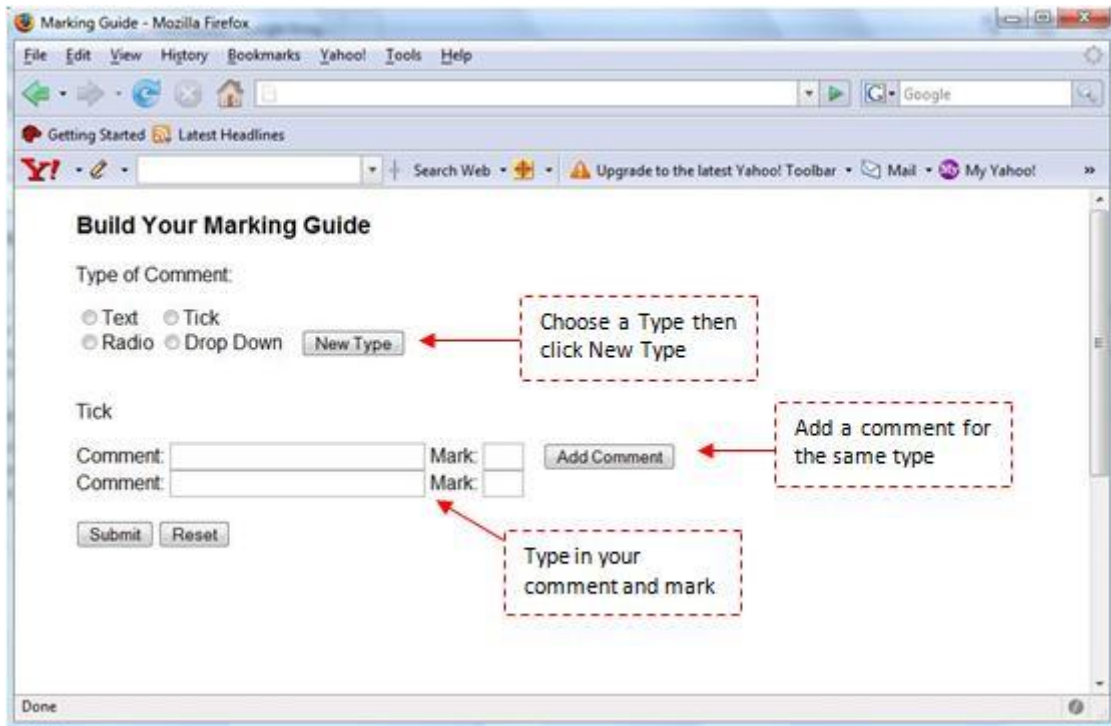 Marking Guide - Mozilla Firefox
File Edit View History Bookmarks Yahoo! Tools Help
G Google
Getting Started Latest Headlines
Y! Search Web Upgrade to the latest Yahoo! Toolbar Mail My Yahoo! »
Build Your Marking Guide
Type of Comment:
Text Tick
Radio Drop Down New Type
Choose a Type then
click New Type
Tick
Comment: Mark: Add Comment
Comment: Mark:
Add a comment for
the same type
Submit Reset
Type in your
comment and mark
Done